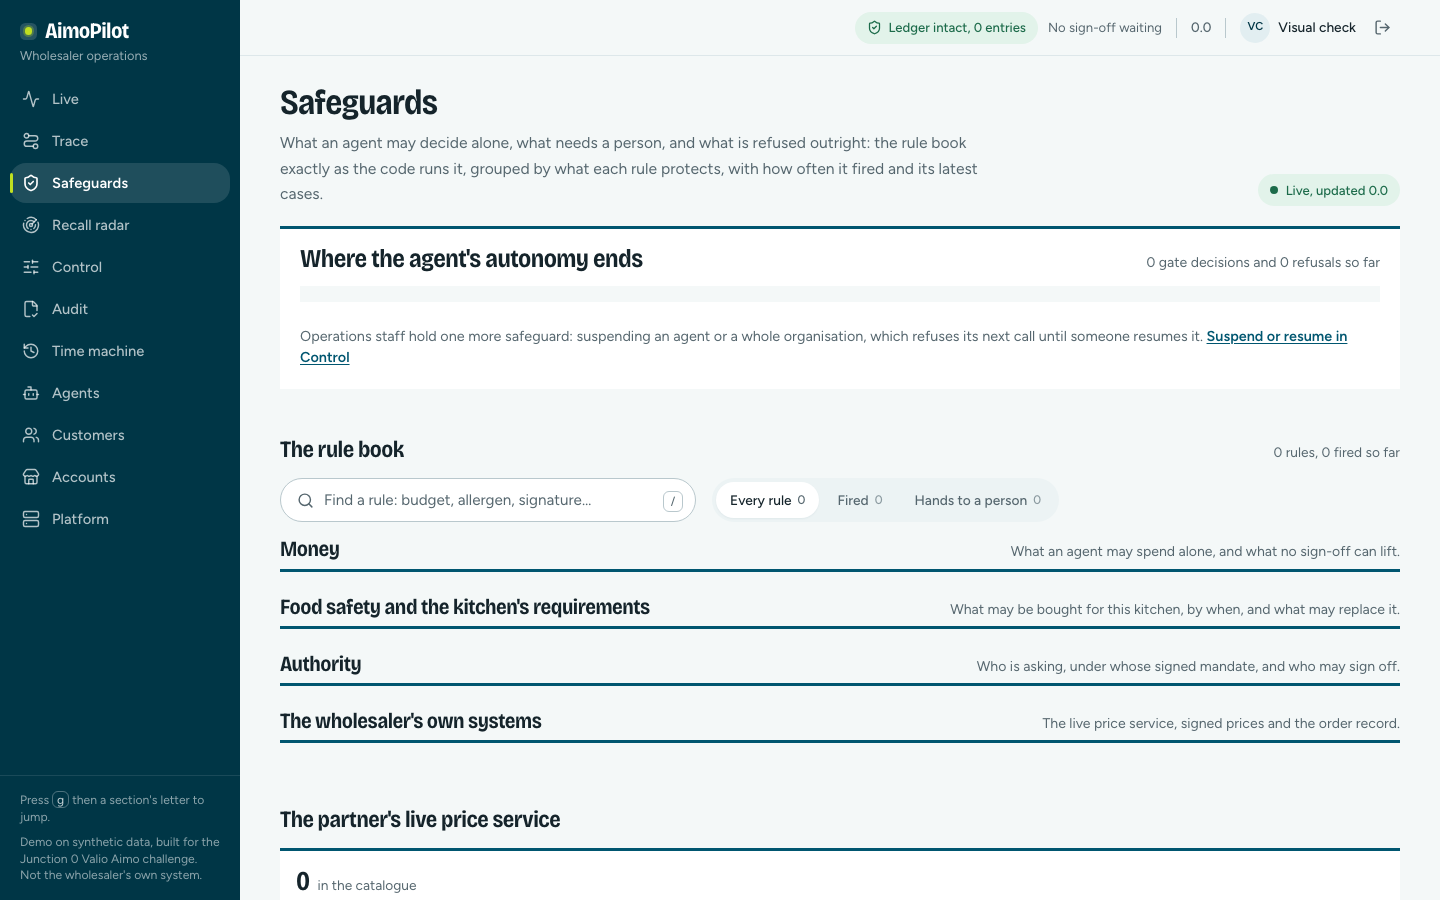 AimoPilot
Wholesaler operations
Live
Trace
Safeguards
Recall radar
Control
Audit
Time machine
Agents
Customers
Accounts
Platform
Press g then a section's letter to
jump.
Demo on synthetic data, built for the
Junction 0 Valio Aimo challenge.
Not the wholesaler's own system.
Ledger intact, 0 entries
No sign-off waiting
0.0
VC
Visual check
Safeguards
What an agent may decide alone, what needs a person, and what is refused outright: the rule book
exactly as the code runs it, grouped by what each rule protects, with how often it fired and its latest
cases.
Live, updated 0.0
Where the agent's autonomy ends
0 gate decisions and 0 refusals so far
Operations staff hold one more safeguard: suspending an agent or a whole organisation, which refuses its next call until someone resumes it. Suspend or resume in
Control
The rule book
0 rules, 0 fired so far
Find a rule: budget, allergen, signature...
/
Every rule 0
Fired 0
Hands to a person 0
Money
What an agent may spend alone, and what no sign-off can lift.
Food safety and the kitchen's requirements
What may be bought for this kitchen, by when, and what may replace it.
Authority
Who is asking, under whose signed mandate, and who may sign off.
The wholesaler's own systems
The live price service, signed prices and the order record.
The partner's live price service
0 in the catalogue